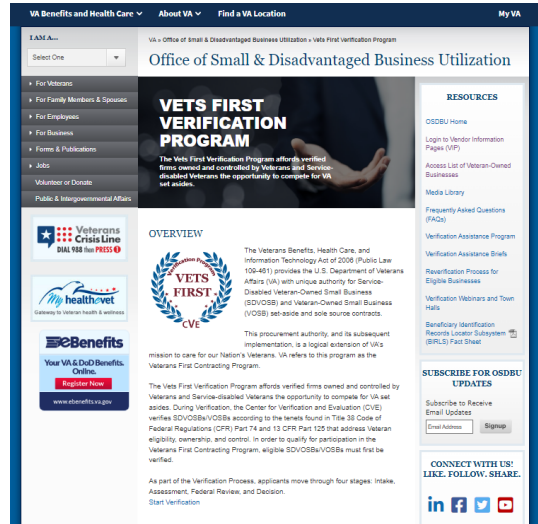 VA Benefits and Health Care
About VA
Find a VA Location
My VA
I AM A...
Select One
For Veterans
For Family Members & Spouses
For Employees
For Business
Forms & Publications
Jobs
Volunteer or Donate
Public & Intergovernmental Affairs
Veterans
Crisis Line
DIAL 988 then PRESS 1
My healthevet
Gateway to Veteran health & wellness
eBenefits
Your VA & DoD Benefits.
Online.
Register Now
www.ebenefits.va.gov
VA » Office of Small & Disadvantaged Business Utilization » Vets First Verification Program
Office of Small & Disadvantaged Business Utilization
VETS FIRST
VERIFICATION
PROGRAM
The Vets First Verification Program affords verified
firms owned and controlled by Veterans and Service-
disabled Veterans the opportunity to compete for VA
set asides.
OVERVIEW
Verification Program
VETS
FIRST
CVE
The Veterans Benefits, Health Care, and
Information Technology Act of 2006 (Public Law
109-461) provides the U.S. Department of Veterans
Affairs (VA) with unique authority for Service-
Disabled Veteran-Owned Small Business
(SDVOSB) and Veteran-Owned Small Business
(VOSB) set-aside and sole source contracts.
This procurement authority, and its subsequent
implementation, is a logical extension of VA's
mission to care for our Nation's Veterans. VA refers to this program as the
Veterans First Contracting Program.
The Vets First Verification Program affords verified firms owned and controlled by
Veterans and Service-disabled Veterans the opportunity to compete for VA set
asides. During Verification, the Center for Verification and Evaluation (CVE)
verifies SDVOSBs/VOSBs according to the tenets found in Title 38 Code of
Federal Regulations (CFR) Part 74 and 13 CFR Part 125 that address Veteran
eligibility, ownership, and control. In order to qualify for participation in the
Veterans First Contracting Program, eligible SDVOSBs/VOSBs must first be
verified.
As part of the Verification Process, applicants move through four stages: Intake,
Assessment, Federal Review, and Decision.
Start Verification
RESOURCES
OSDBU Home
Login to Vendor Information
Pages (VIP)
Access List of Veteran-Owned
Businesses
Media Library
Frequently Asked Questions
(FAQs)
Verification Assistance Program
Verification Assistance Briefs
Reverification Process for
Eligible Businesses
Verification Webinars and Town
Halls
Beneficiary Identification
Records Locator Subsystem
(BIRLS) Fact Sheet
SUBSCRIBE FOR OSDBU
UPDATES
Subscribe to Receive
Email Updates
Email Address
Signup
CONNECT WITH US!
LIKE. FOLLOW. SHARE.